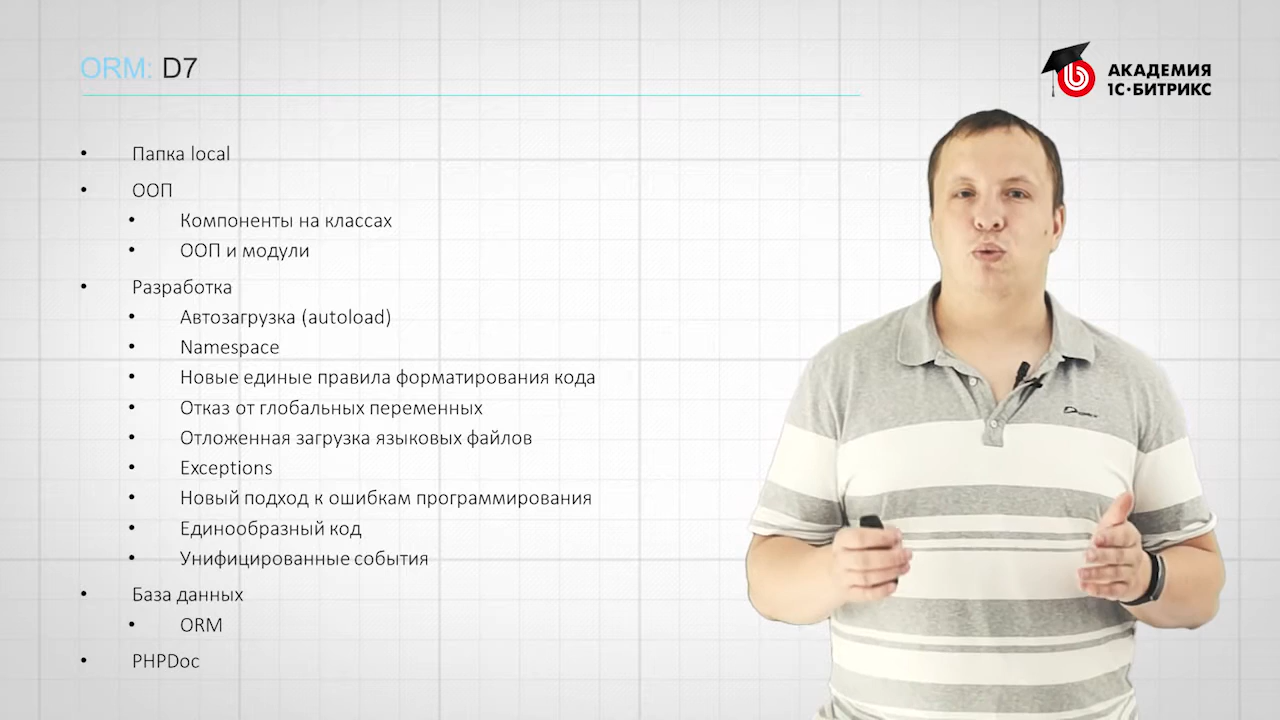 ORM: D7
АКАДЕМИЯ
1С·БИТРИКС
• Папка local
• ООП
• Компоненты на классах
• ООП и модули
• Разработка
• Автозагрузка (autoload)
• Namespace
• Новые единые правила форматирования кода
• Отказ от глобальных переменных
• Отложенная загрузка языковых файлов
• Exceptions
• Новый подход к ошибкам программирования
• Единообразный код
• Унифицированные события
• База данных
• ORM
• PHPDoc